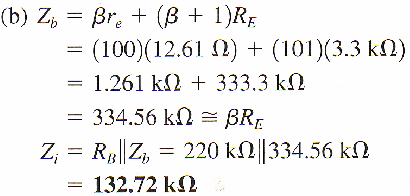 (b) Z_b = βr_e + (β + 1)R_E
= (100)(12.61 Ω) + (101)(3.3 kΩ)
= 1.261 kΩ + 333.3 kΩ
= 334.56 kΩ ≅ βR_E
Z_i = R_B‖Z_b = 220 kΩ‖334.56 kΩ
= 132.72 kΩ